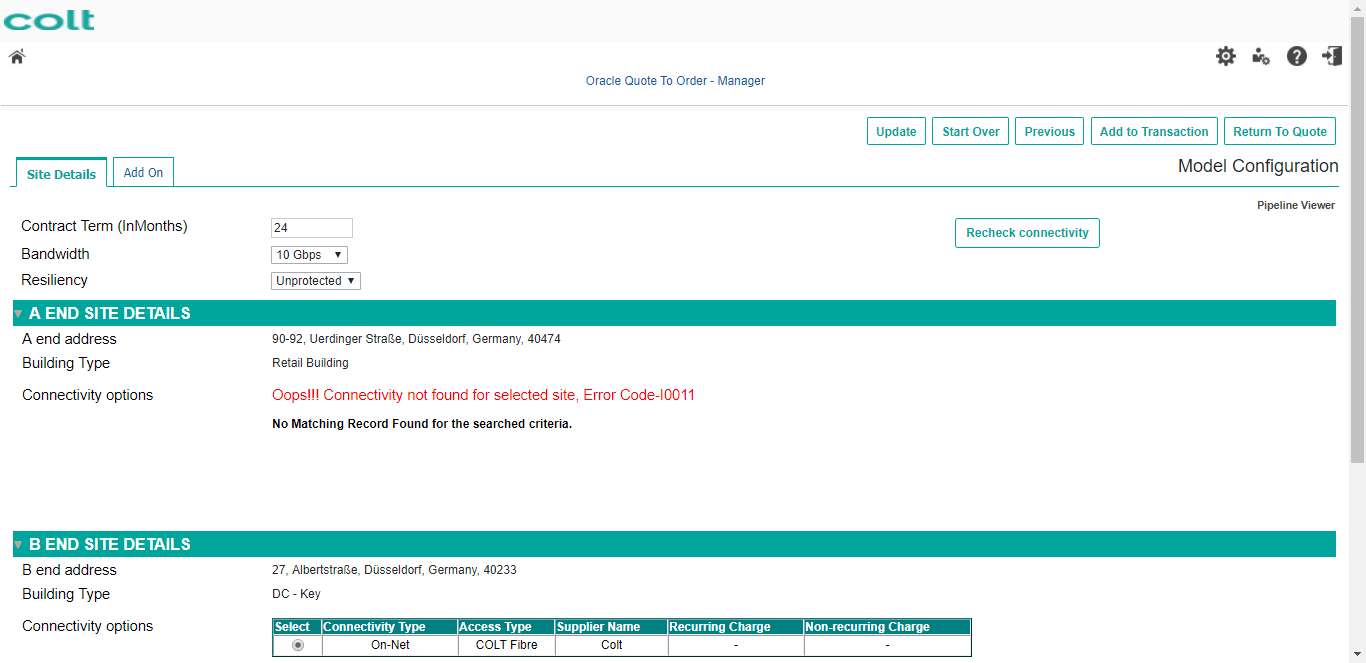 colt
Oracle Quote To Order - Manager
Update Start Over Previous Add to Transaction Return To Quote
Site Details Add On
Model Configuration
Pipeline Viewer
Contract Term (InMonths) 24
Recheck connectivity
Bandwidth 10 Gbps
Resiliency Unprotected
A END SITE DETAILS
A end address 90-92, Uerdinger Straße, Düsseldorf, Germany, 40474
Building Type Retail Building
Connectivity options Oops!!! Connectivity not found for selected site, Error Code-I0011
No Matching Record Found for the searched criteria.
B END SITE DETAILS
B end address 27, Albertstraße, Düsseldorf, Germany, 40233
Building Type DC - Key
Connectivity options
Select Connectivity Type Access Type Supplier Name Recurring Charge Non-recurring Charge
On-Net COLT Fibre Colt - -